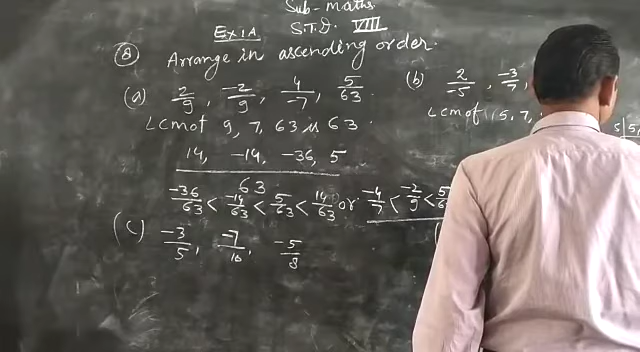 Sub- maths
Ex 1A S.T.D. VIII
⑧ Arrange in ascending order.
(a) 2/9, -2/9, 4/-7, 5/63
LCM of 9, 7, 63 is 63
14, -14, -36, 5
63
-36/63 < -14/63 < 5/63 < 14/63 or -4/7 < -2/9 < 5/6
(b) 2/-5, -3/7,
LCM of 5, 7,
(c) -3/5, -7/10, -5/8